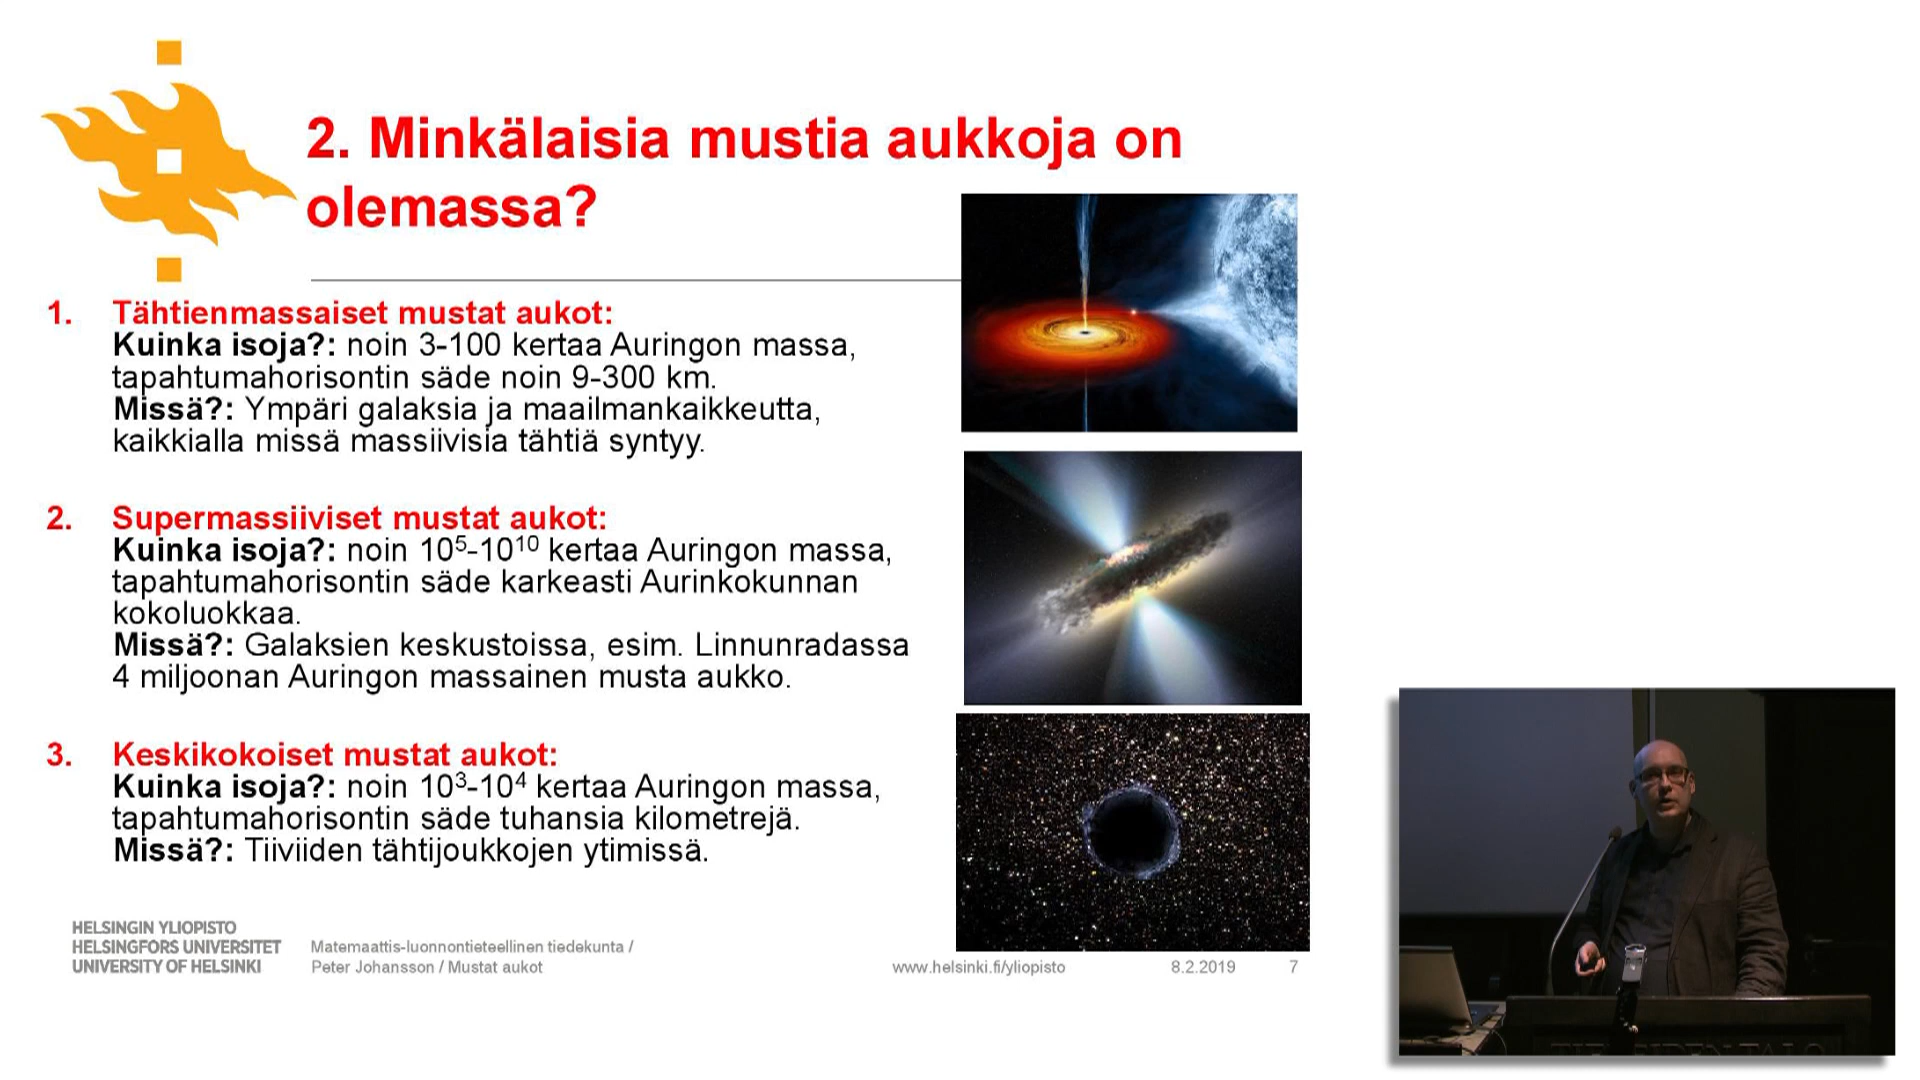 2. Minkälaisia mustia aukkoja on
olemassa?
1. Tähtienmassaiset mustat aukot:
Kuinka isoja?: noin 3-100 kertaa Auringon massa,
tapahtumahorisontin säde noin 9-300 km.
Missä?: Ympäri galaksia ja maailmankaikkeutta,
kaikkialla missä massiivisia tähtiä syntyy.
2. Supermassiiviset mustat aukot:
Kuinka isoja?: noin 10⁵-10¹⁰ kertaa Auringon massa,
tapahtumahorisontin säde karkeasti Aurinkokunnan
kokoluokkaa.
Missä?: Galaksien keskustoissa, esim. Linnunradassa
4 miljoonan Auringon massainen musta aukko.
3. Keskikokoiset mustat aukot:
Kuinka isoja?: noin 10³-10⁴ kertaa Auringon massa,
tapahtumahorisontin säde tuhansia kilometrejä.
Missä?: Tiiviiden tähtijoukkojen ytimissä.
HELSINGIN YLIOPISTO
HELSINGFORS UNIVERSITET
UNIVERSITY OF HELSINKI
Matemaattis-luonnontieteellinen tiedekunta /
Peter Johansson / Mustat aukot
www.helsinki.fi/yliopisto
8.2.2019
7